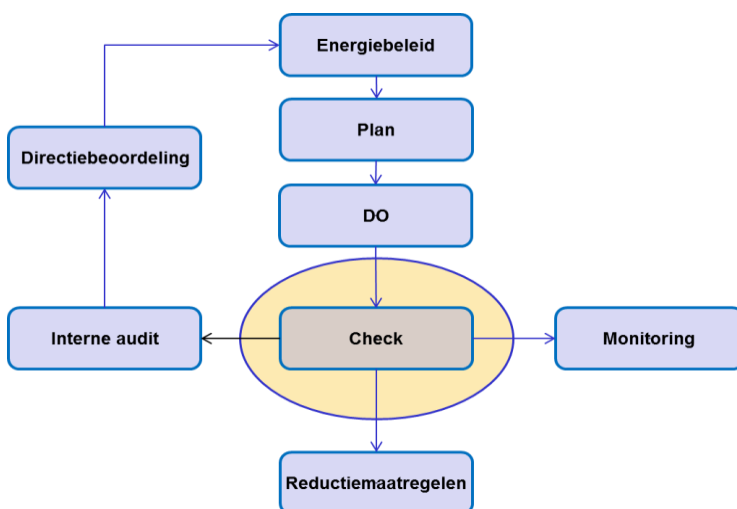 Energiebeleid
Plan
Directiebeoordeling
DO
Interne audit
Check
Monitoring
Reductiemaatregelen